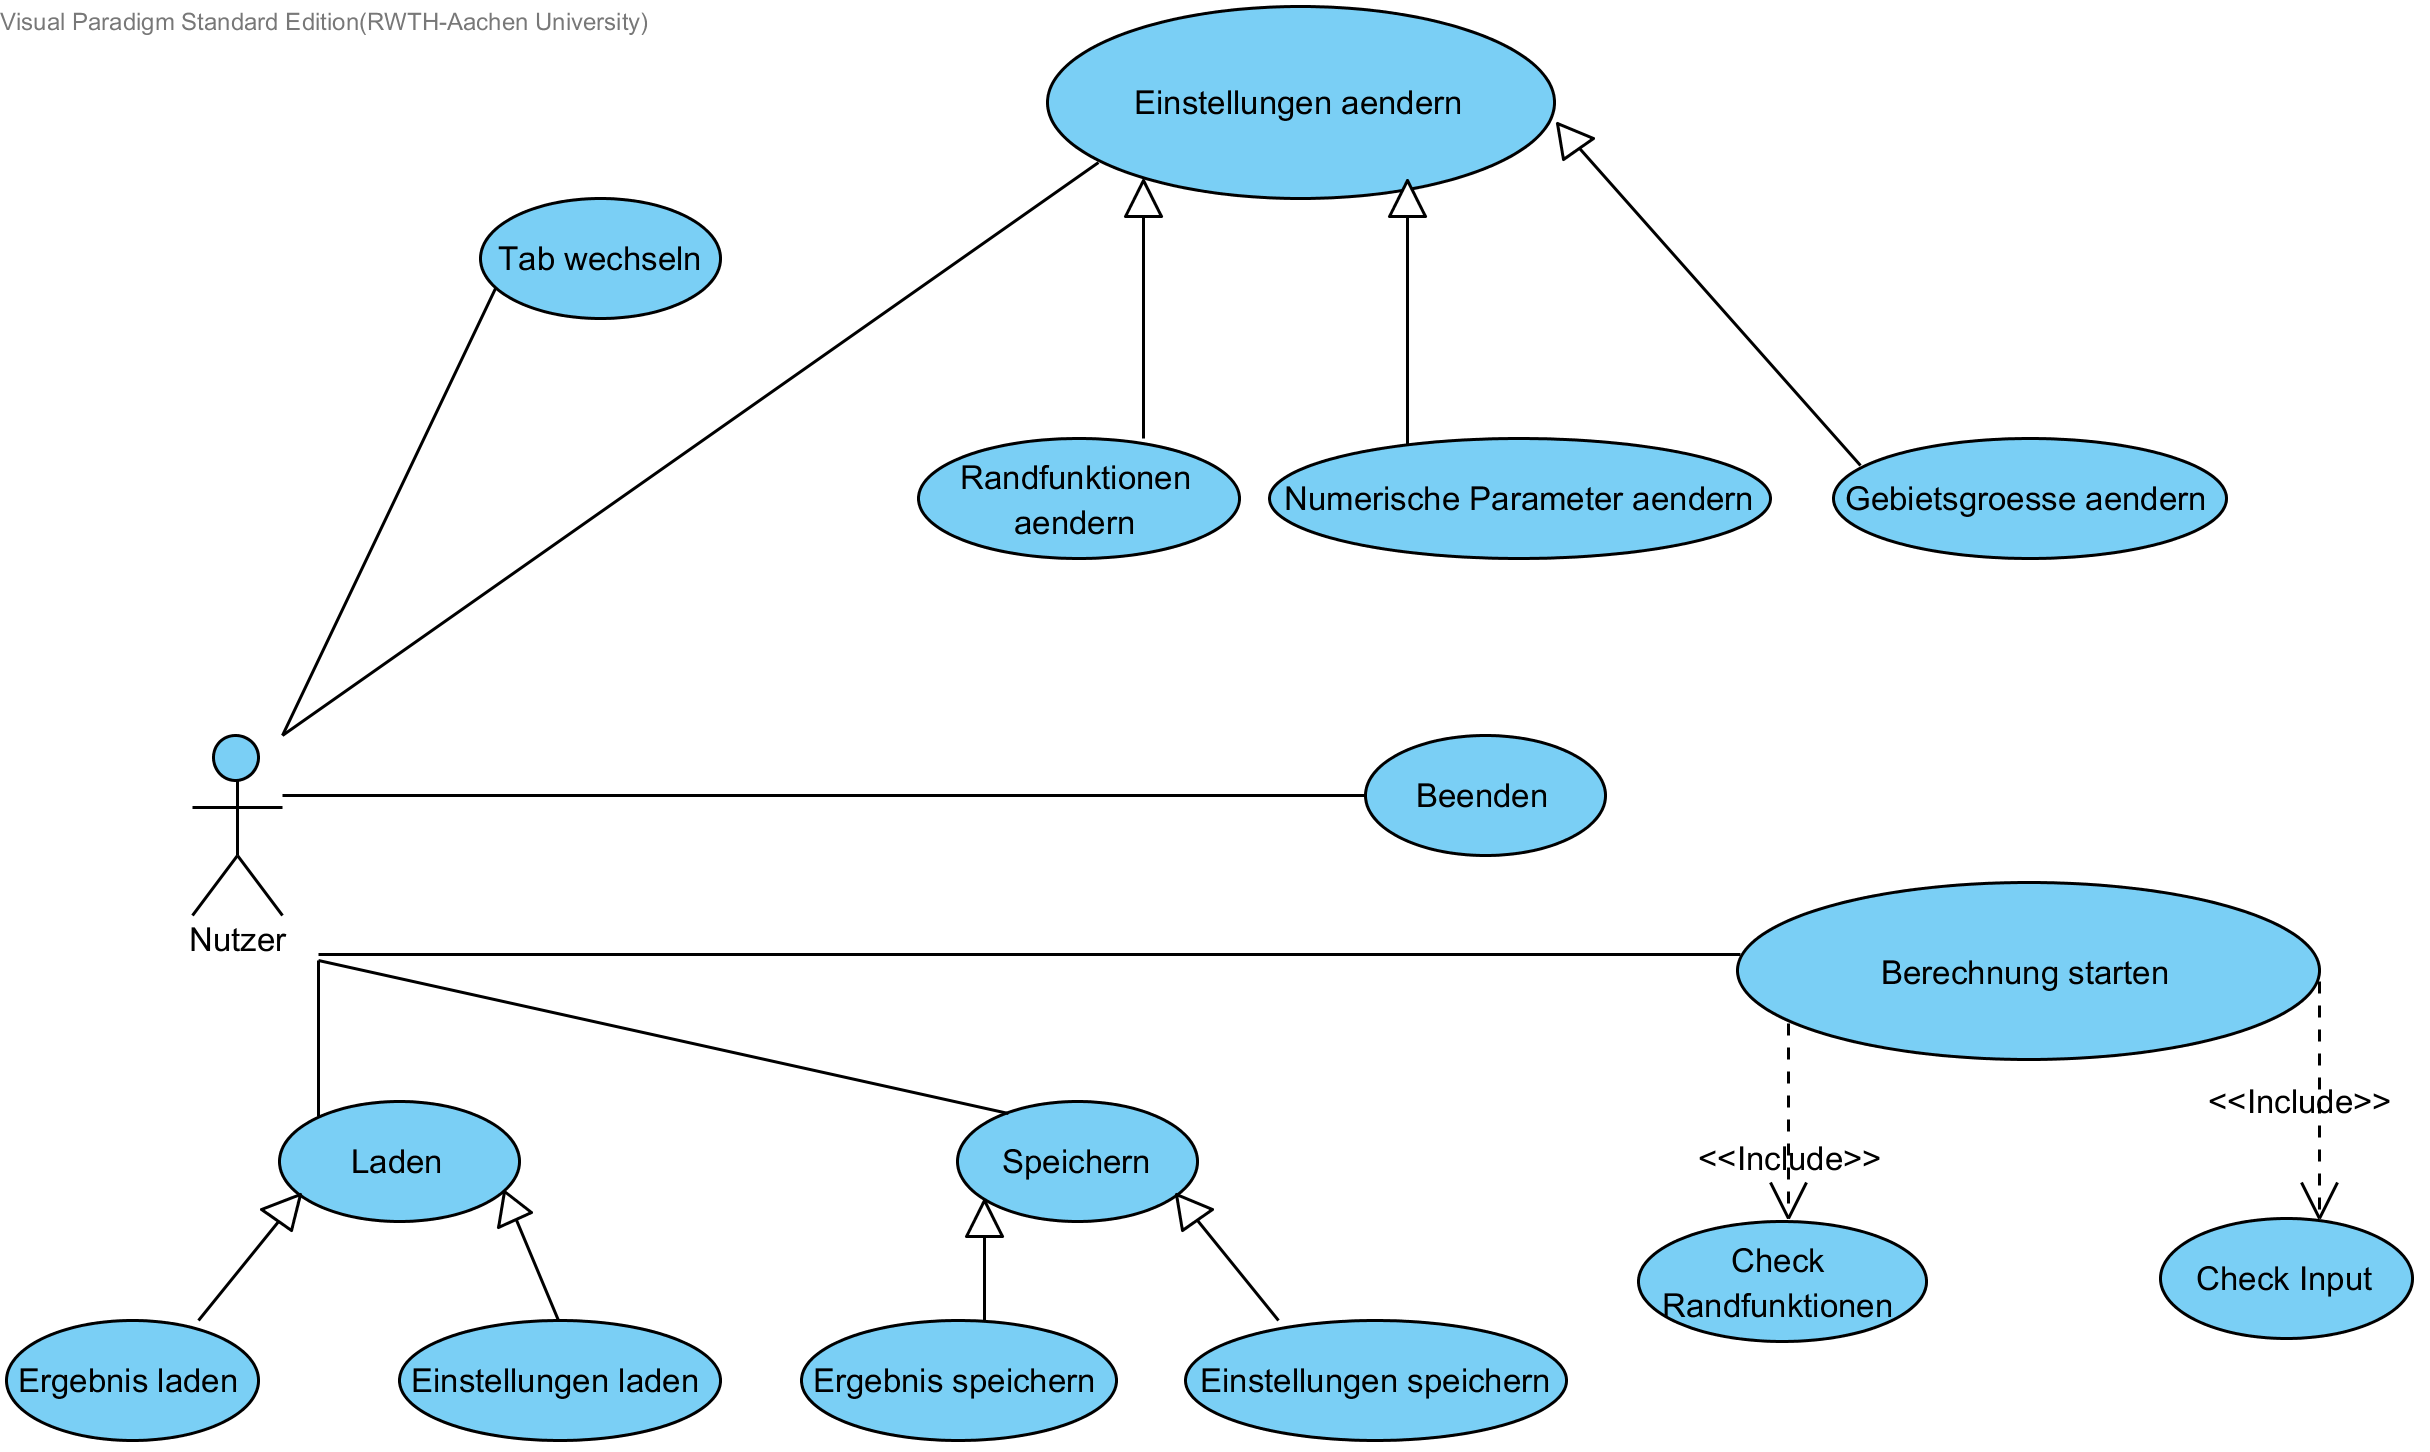 Visual Paradigm Standard Edition(RWTH-Aachen University)
Einstellungen aendern
Tab wechseln
Randfunktionen
aendern
Numerische Parameter aendern
Gebietsgroesse aendern
Beenden
Nutzer
Berechnung starten
<<Include>>
<<Include>>
Laden
Speichern
Check
Randfunktionen
Check Input
Ergebnis laden
Einstellungen laden
Ergebnis speichern
Einstellungen speichern